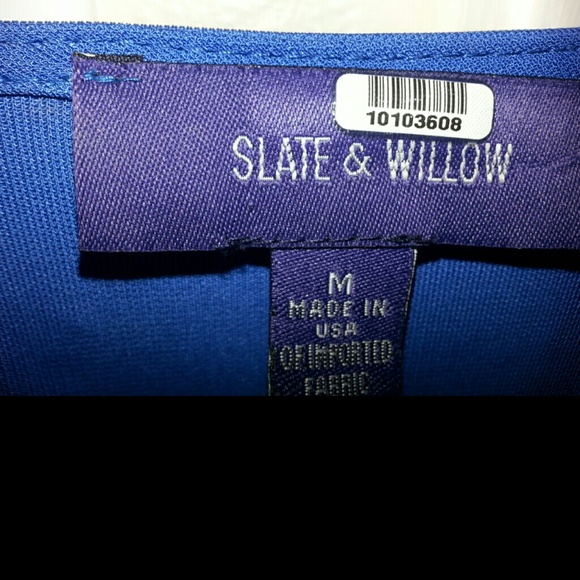 10103608
SLATE & WILLOW
M
MADE IN
USA
OF IMPORTED
FABRIC